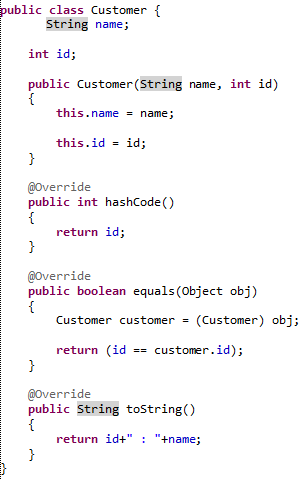 public class Customer {
String name;
int id;
public Customer(String name, int id)
{
this.name = name;
this.id = id;
}
@Override
public int hashCode()
{
return id;
}
@Override
public boolean equals(Object obj)
{
Customer customer = (Customer) obj;
return (id == customer.id);
}
@Override
public String toString()
{
return id+" : "+name;
}
}